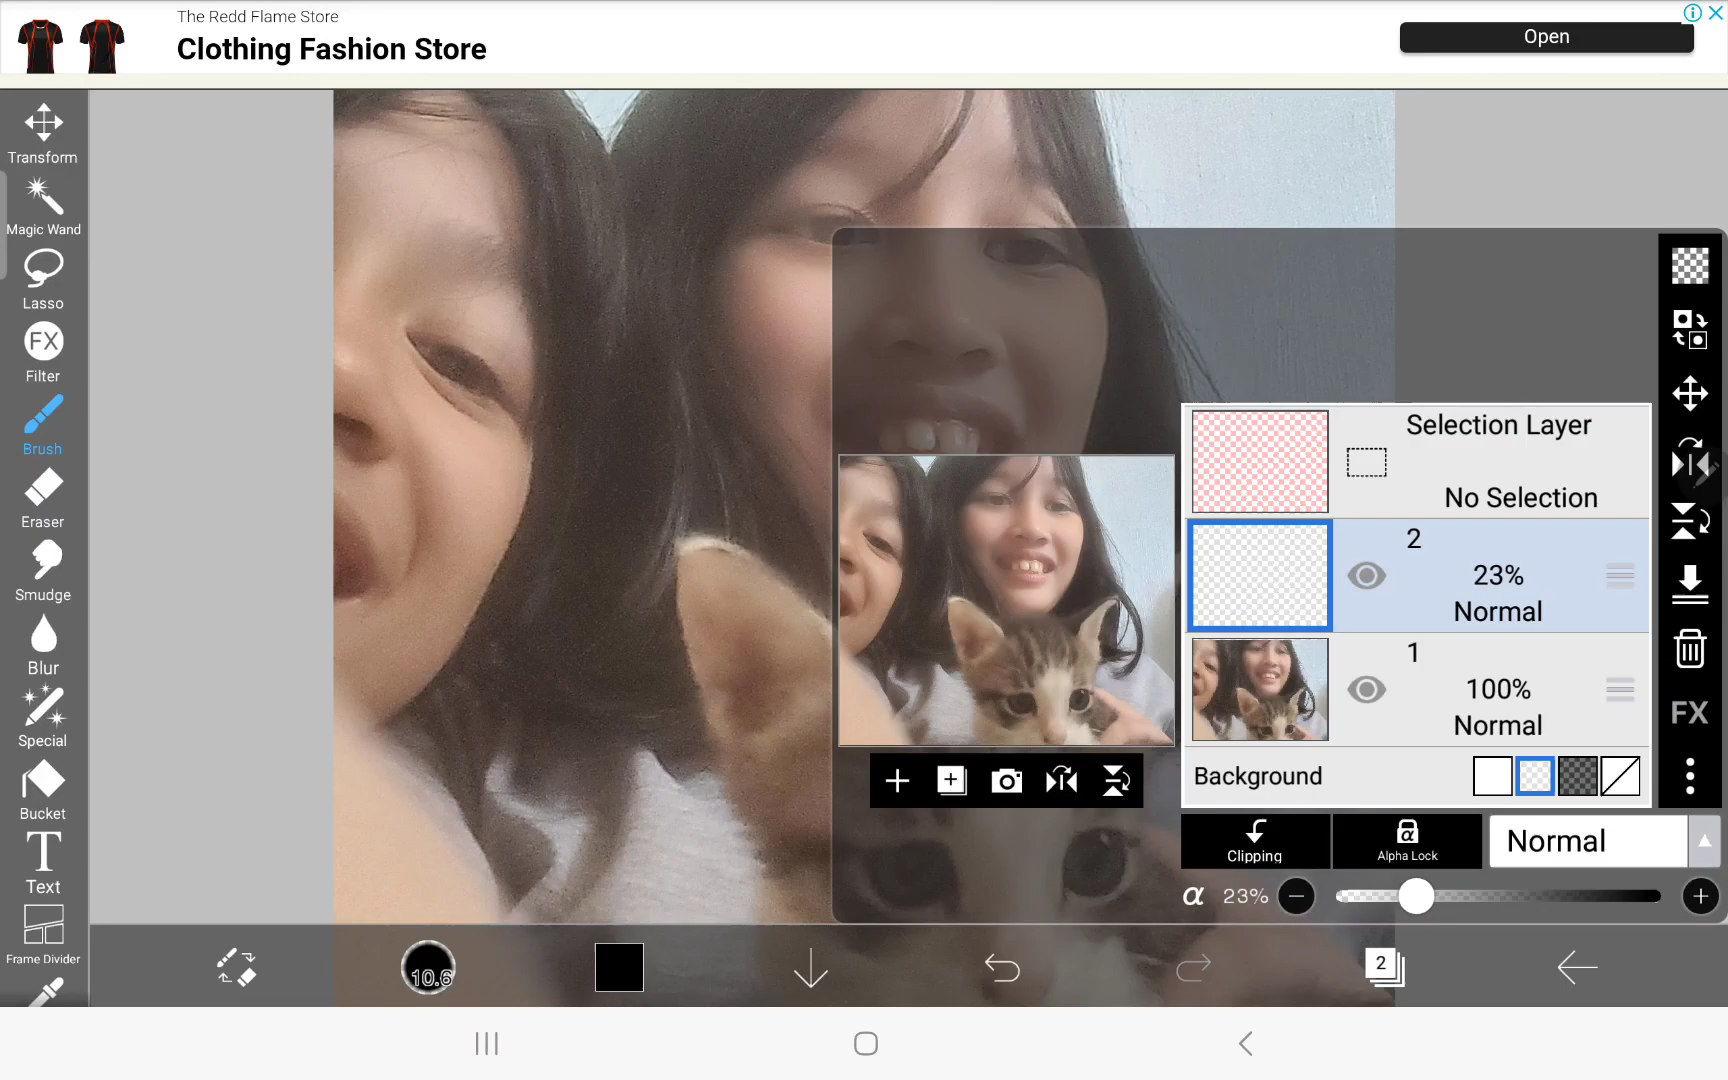 The Redd Flame Store
Clothing Fashion Store
Open
Transform
Magic Wand
Lasso
FX
Filter
Brush
Eraser
Smudge
Blur
Special
Bucket
T
Text
Frame Divider
Selection Layer
No Selection
2
23%
Normal
1
100%
Normal
Background
FX
Clipping
α
Alpha Lock
Normal
α 23%
10.6
2